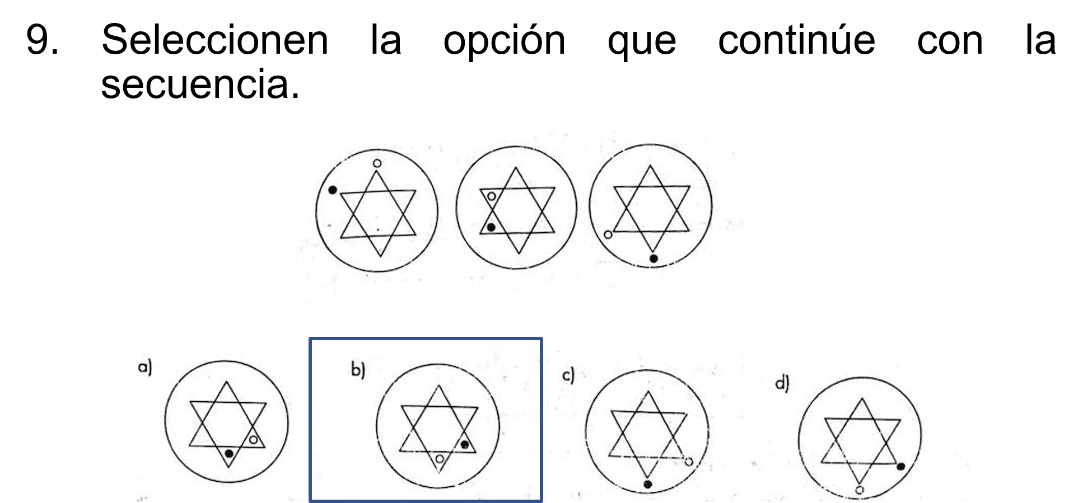 9. Seleccionen la opción que continúe con la
secuencia.
a)
b)
c)
d)